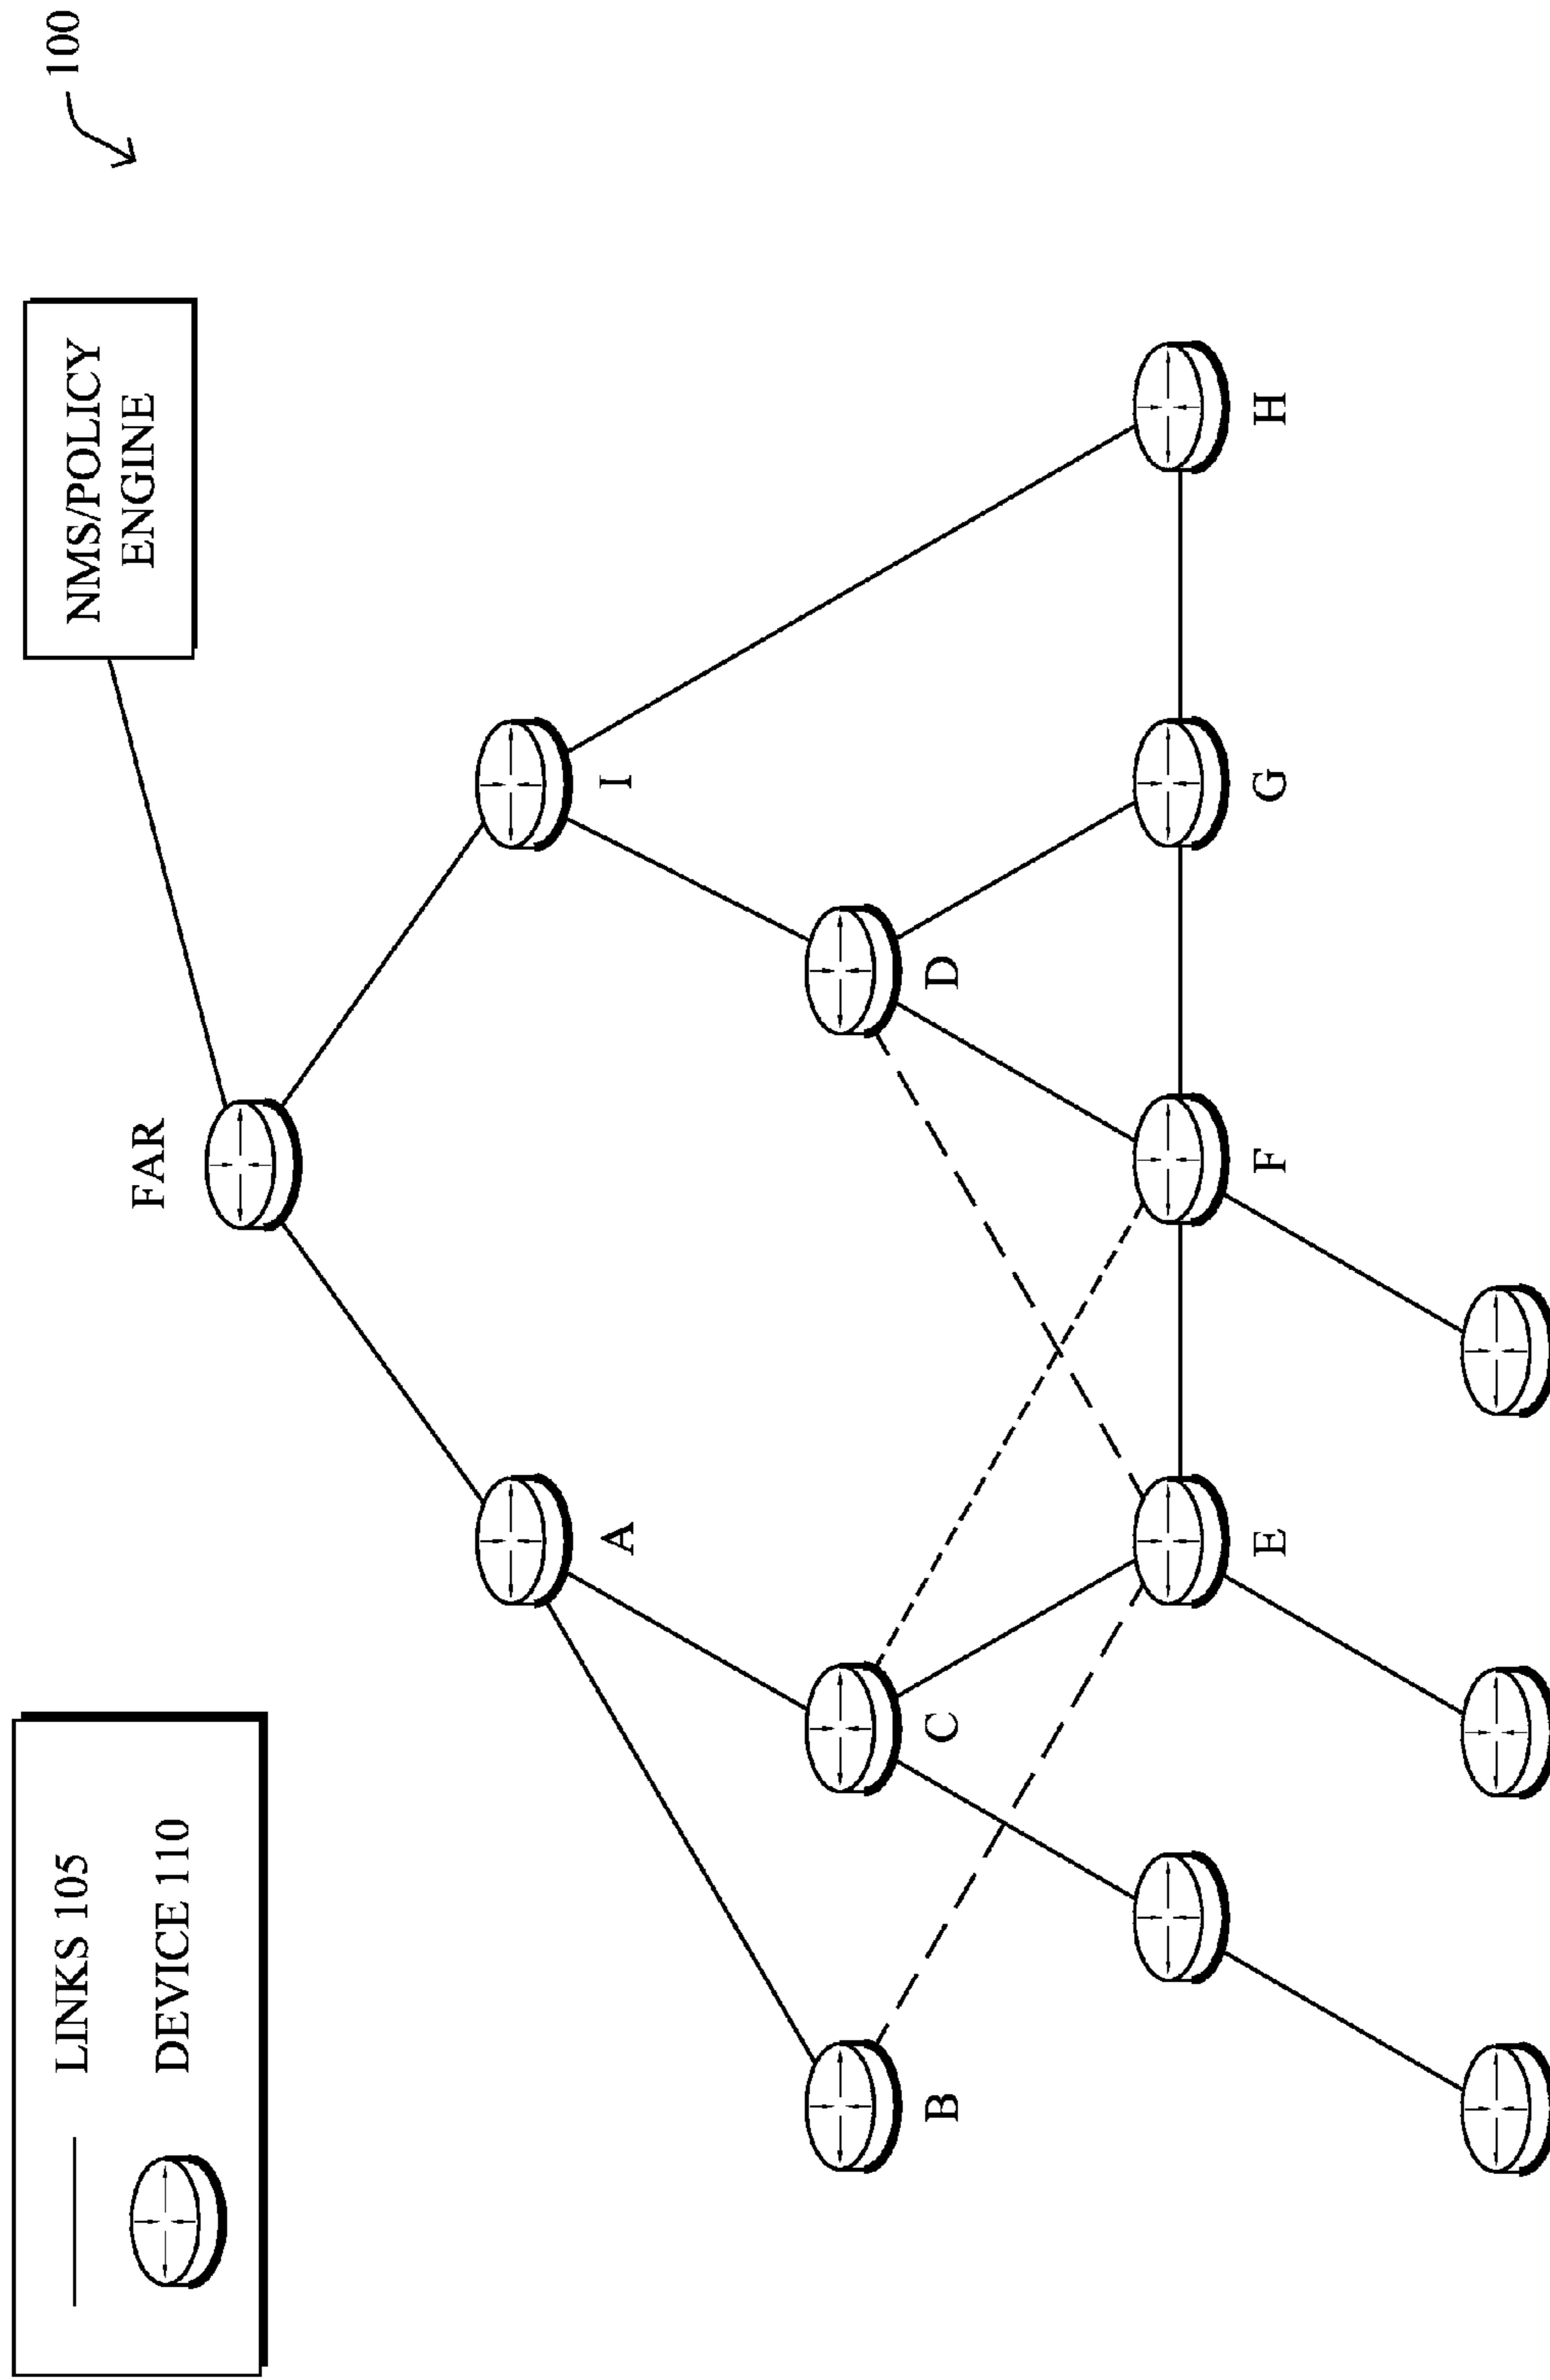 LINKS 105
DEVICE 110
NMS/POLICY
ENGINE
100
FAR
A
I
B
C
D
E
F
G
H